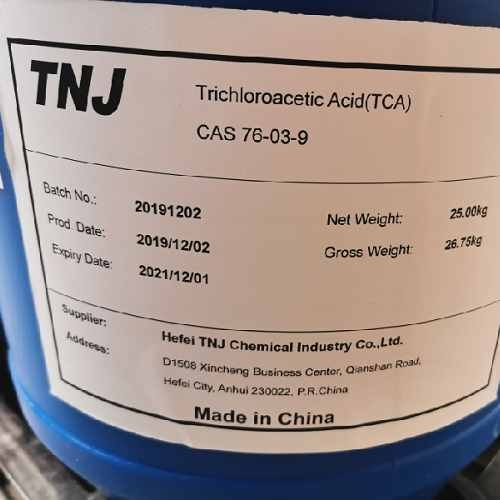 TNJ
Trichloroacetic Acid(TCA)
CAS 76-03-9
Batch No.: 20191202
Net Weight: 25.00kg
Prod. Date: 2019/12/02
Gross Weight: 26.75kg
Expiry Date: 2021/12/01
Supplier: Hefei TNJ Chemical Industry Co.,Ltd.
Address: D1508 Xincheng Business Center, Qianshan Road,
Hefei City, Anhui 230022, P.R.China
Made in China